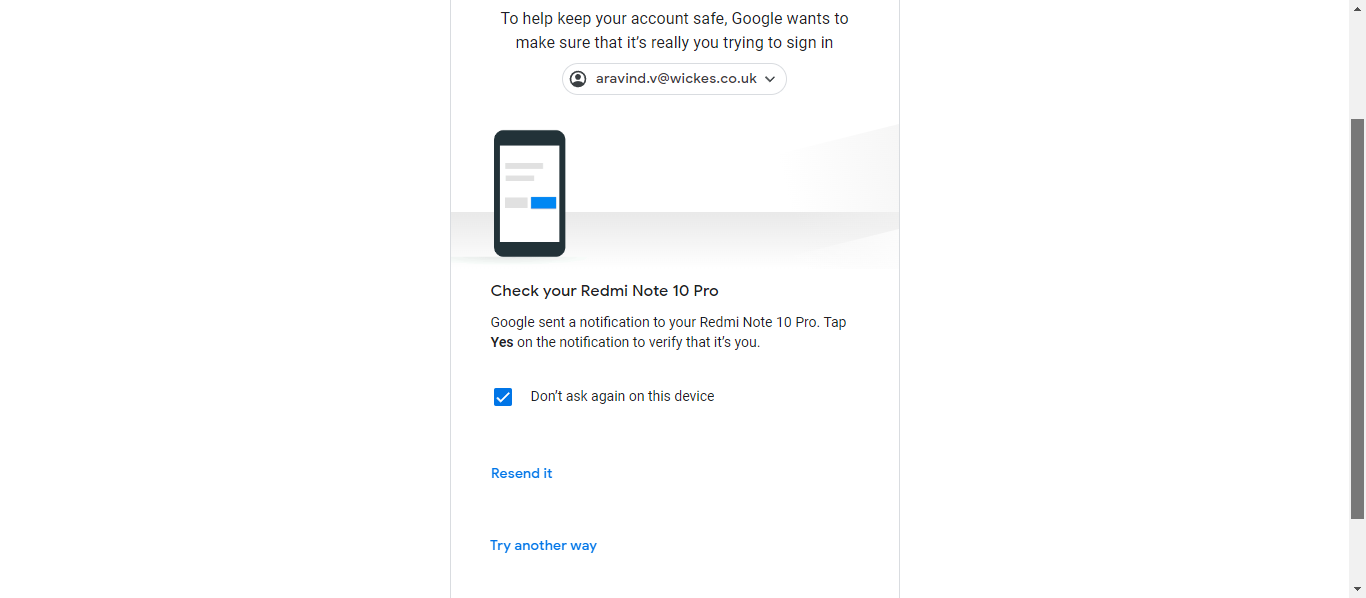 To help keep your account safe, Google wants to
make sure that it’s really you trying to sign in
aravind.v@wickes.co.uk
Check your Redmi Note 10 Pro
Google sent a notification to your Redmi Note 10 Pro. Tap
Yes on the notification to verify that it’s you.
Don’t ask again on this device
Resend it
Try another way